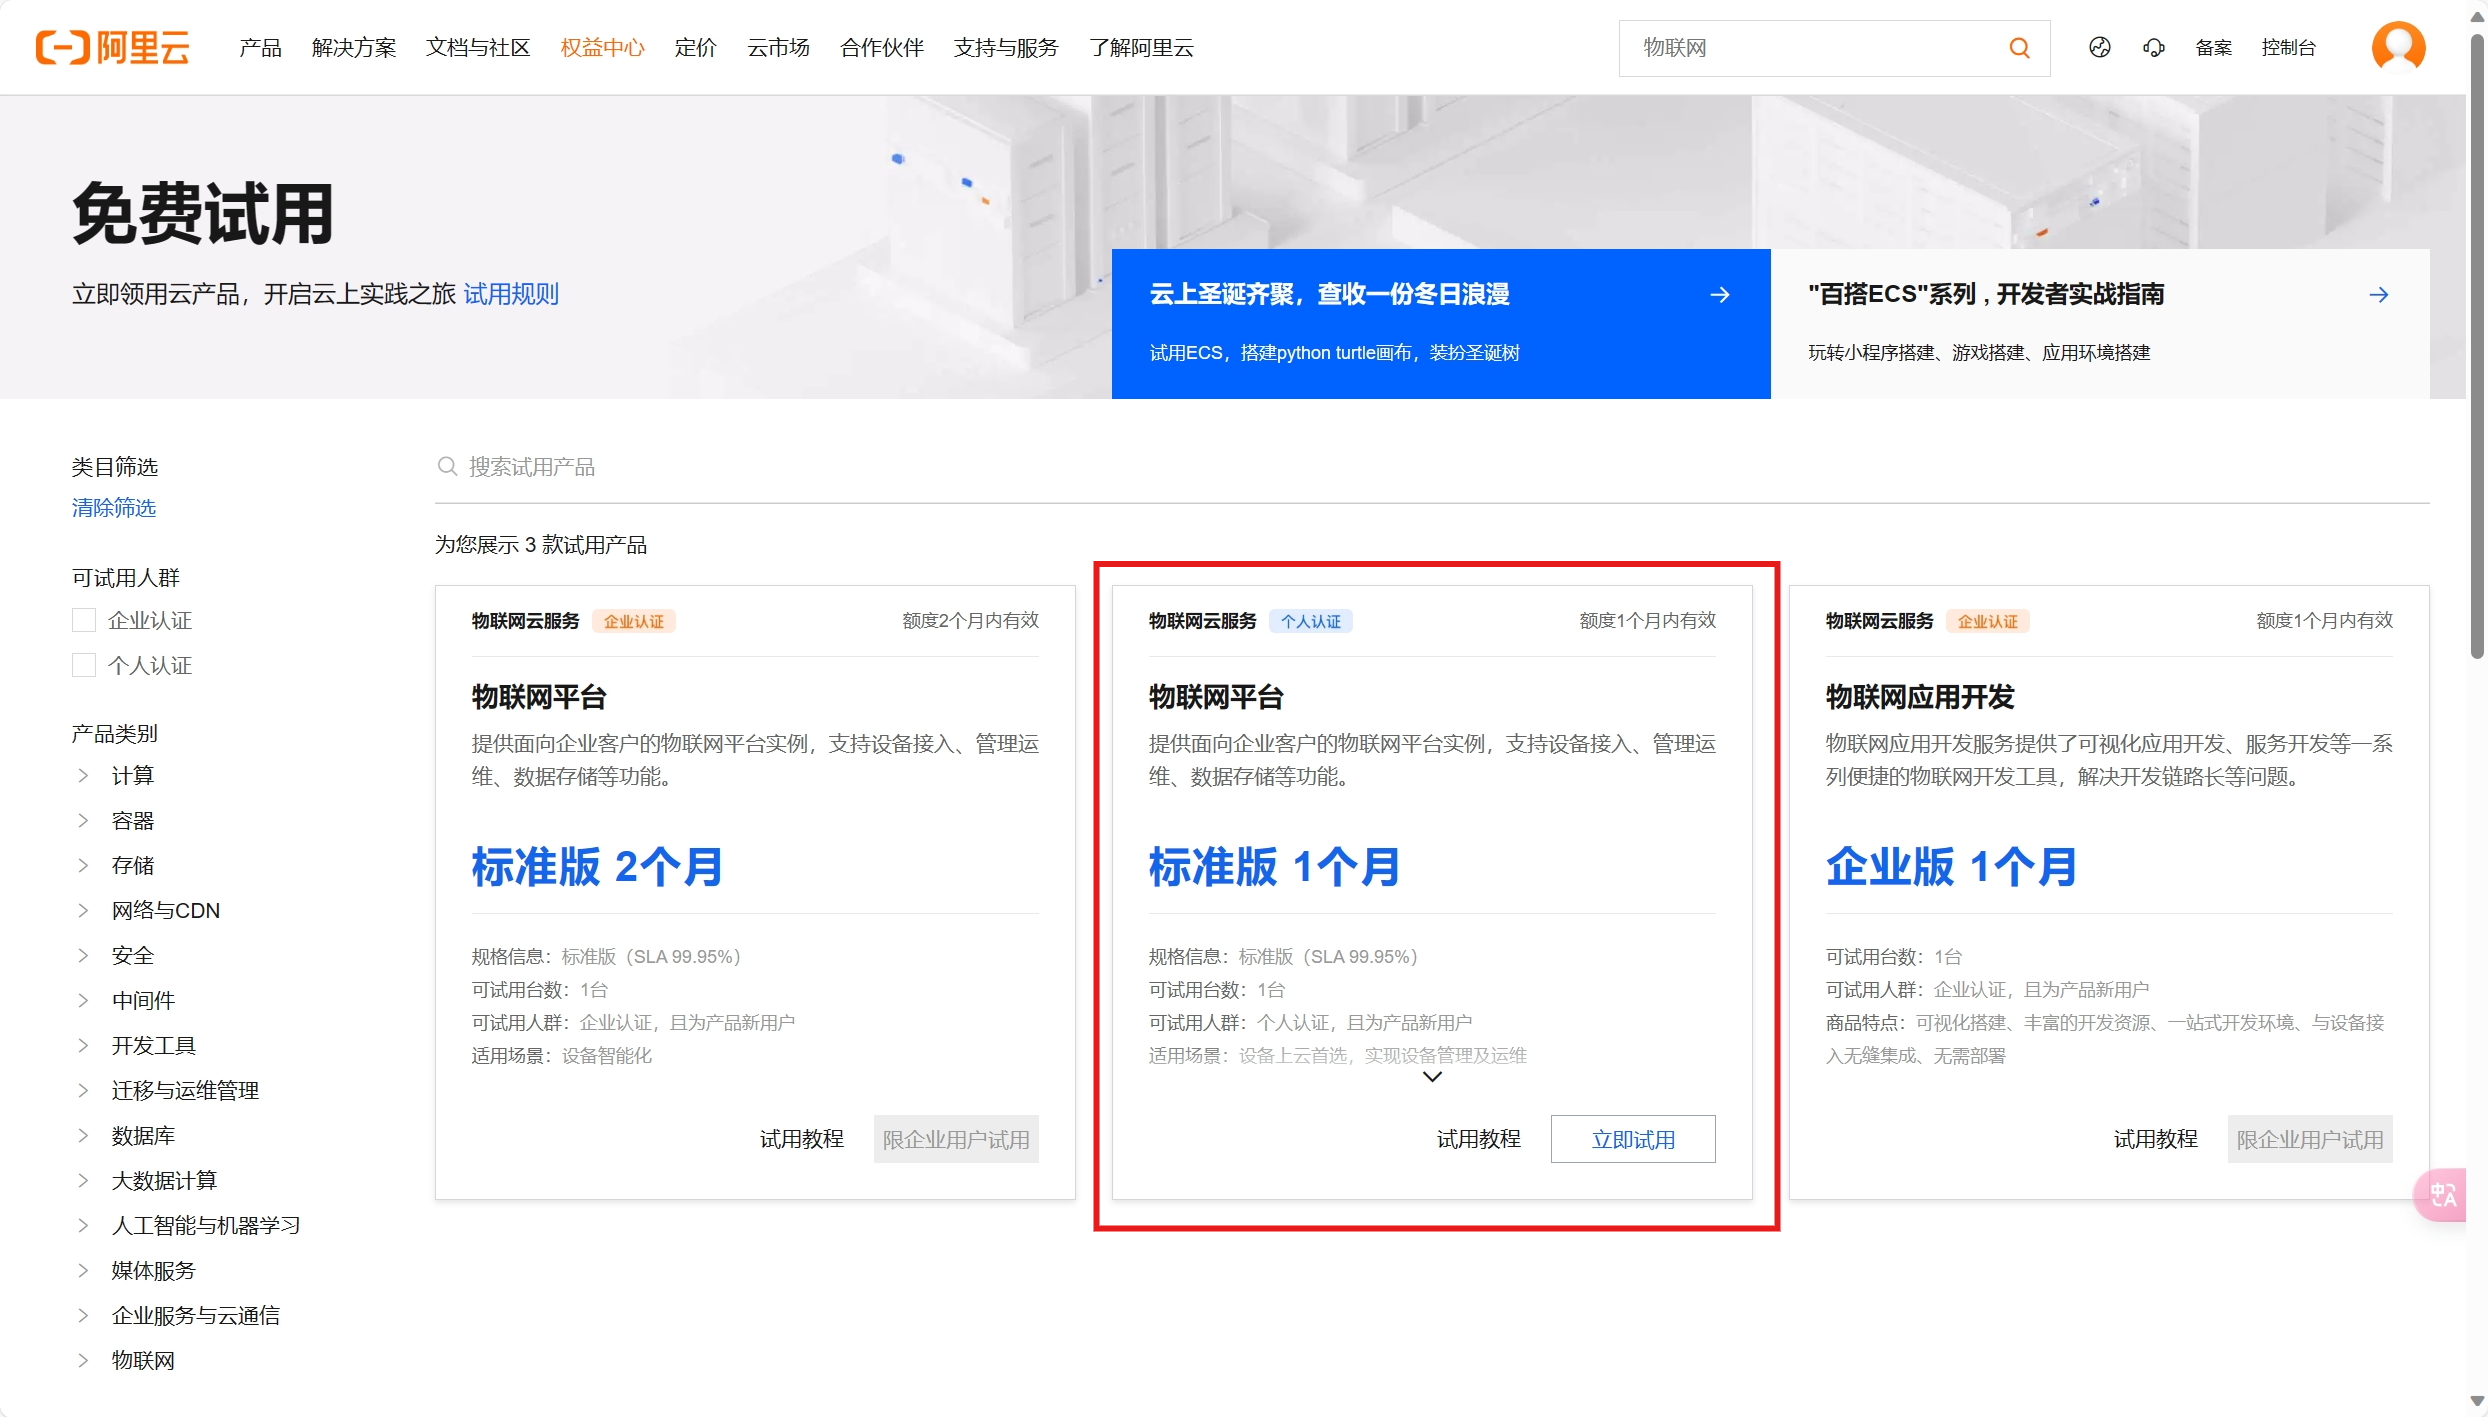 阿里云
产品 解决方案 文档与社区 权益中心 定价 云市场 合作伙伴 支持与服务 了解阿里云
物联网
备案 控制台
免费试用
立即领用云产品，开启云上实践之旅 试用规则
云上圣诞齐聚，查收一份冬日浪漫
试用ECS，搭建python turtle画布，装扮圣诞树
"百搭ECS"系列 , 开发者实战指南
玩转小程序搭建、游戏搭建、应用环境搭建
类目筛选
清除筛选
可试用人群
企业认证
个人认证
产品类别
计算
容器
存储
网络与CDN
安全
中间件
开发工具
迁移与运维管理
数据库
大数据计算
人工智能与机器学习
媒体服务
企业服务与云通信
物联网
搜索试用产品
为您展示 3 款试用产品
物联网云服务 企业认证 额度2个月内有效
物联网平台
提供面向企业客户的物联网平台实例，支持设备接入、管理运
维、数据存储等功能。
标准版 2个月
规格信息：标准版（SLA 99.95%）
可试用台数：1台
可试用人群：企业认证，且为产品新用户
适用场景：设备智能化
试用教程 限企业用户试用
物联网云服务 个人认证 额度1个月内有效
物联网平台
提供面向企业客户的物联网平台实例，支持设备接入、管理运
维、数据存储等功能。
标准版 1个月
规格信息：标准版（SLA 99.95%）
可试用台数：1台
可试用人群：个人认证，且为产品新用户
适用场景：设备上云首选，实现设备管理及运维
试用教程 立即试用
物联网云服务 企业认证 额度1个月内有效
物联网应用开发
物联网应用开发服务提供了可视化应用开发、服务开发等一系
列便捷的物联网开发工具，解决开发链路长等问题。
企业版 1个月
可试用台数：1台
可试用人群：企业认证，且为产品新用户
商品特点：可视化搭建、丰富的开发资源、一站式开发环境、与设备接
入无缝集成、无需部署
试用教程 限企业用户试用
中A